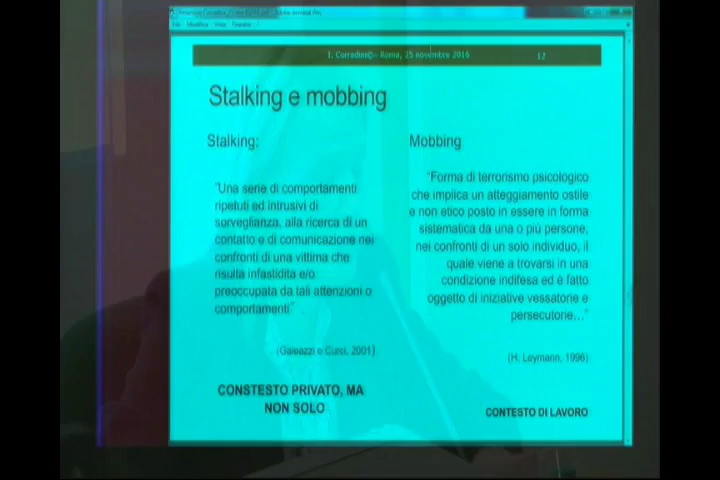 I. Corradini©– Roma, 25 novembre 2016 12
Stalking e mobbing
Stalking:
"Una serie di comportamenti
ripetuti ed intrusivi di
sorveglianza, alla ricerca di un
contatto e di comunicazione nei
confronti di una vittima che
risulta infastidita e/o
preoccupata da tali attenzioni o
comportamenti"
(Galeazzi e Curci, 2001)
CONSTESTO PRIVATO, MA
NON SOLO
Mobbing
"Forma di terrorismo psicologico
che implica un atteggiamento ostile
e non etico posto in essere in forma
sistematica da una o più persone,
nei confronti di un solo individuo, il
quale viene a trovarsi in una
condizione indifesa ed è fatto
oggetto di iniziative vessatorie e
persecutorie…"
(H. Leymann, 1996)
CONTESTO DI LAVORO